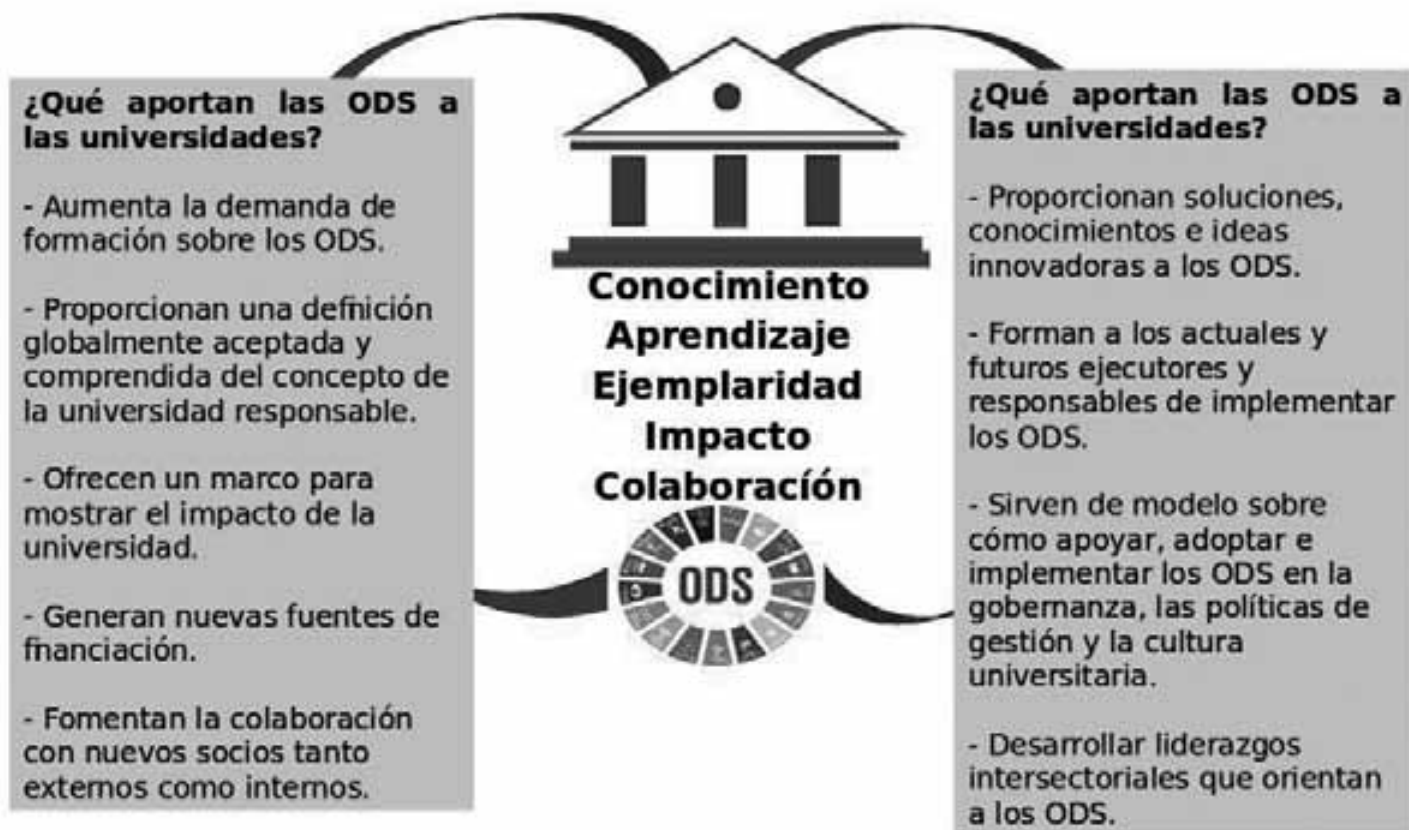 ¿Qué aportan las ODS a
las universidades?
- Aumenta la demanda de
formación sobre los ODS.
- Proporcionan una definición
globalmente aceptada y
comprendida del concepto de
la universidad responsable.
- Ofrecen un marco para
mostrar el impacto de la
universidad.
- Generan nuevas fuentes de
financiación.
- Fomentan la colaboración
con nuevos socios tanto
externos como internos.
Conocimiento
Aprendizaje
Ejemplaridad
Impacto
Colaboracíón
ODS
¿Qué aportan las ODS a
las universidades?
- Proporcionan soluciones,
conocimientos e ideas
innovadoras a los ODS.
- Forman a los actuales y
futuros ejecutores y
responsables de implementar
los ODS.
- Sirven de modelo sobre
cómo apoyar, adoptar e
implementar los ODS en la
gobernanza, las políticas de
gestión y la cultura
universitaria.
- Desarrollar liderazgos
intersectoriales que orientan
a los ODS.